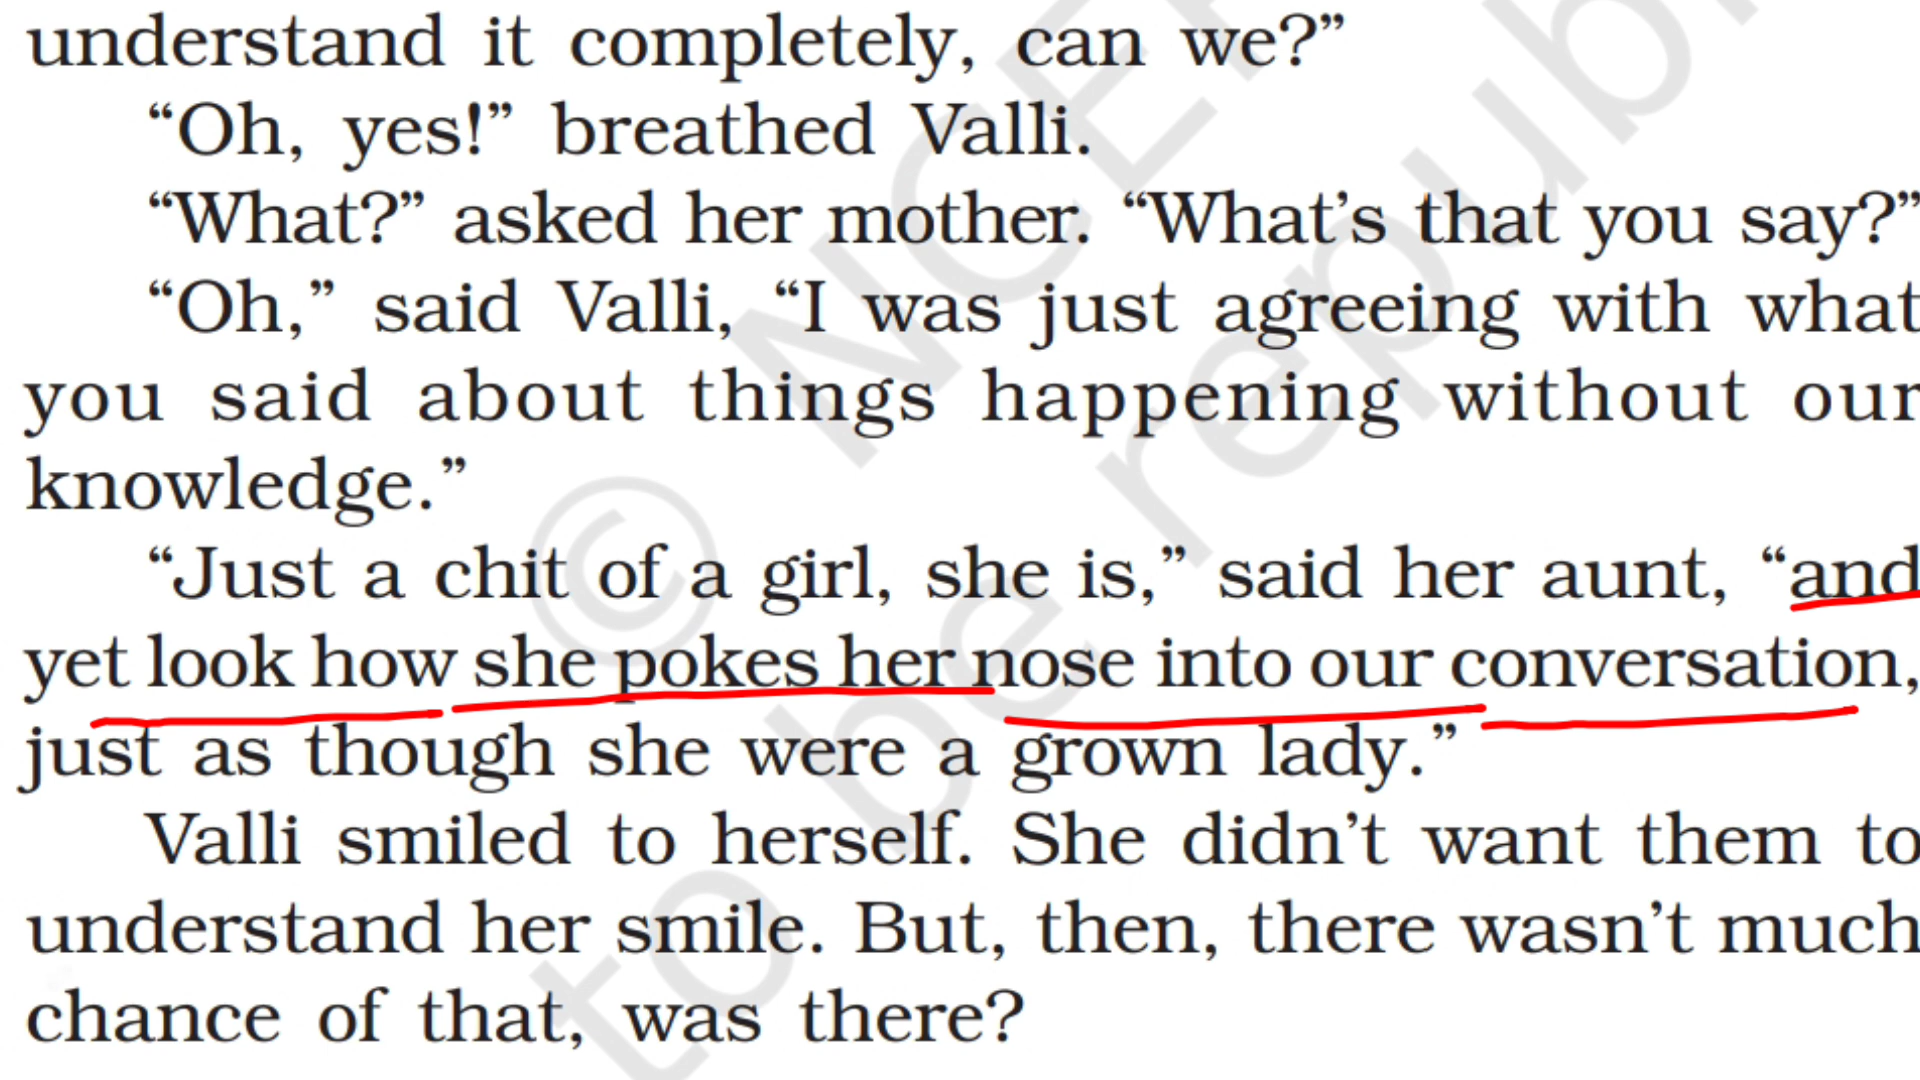 understand it completely, can we?”
“Oh, yes!” breathed Valli.
“What?” asked her mother. “What’s that you say?”
“Oh,” said Valli, “I was just agreeing with what
you said about things happening without our
knowledge.”
“Just a chit of a girl, she is,” said her aunt, “and
yet look how she pokes her nose into our conversation,
just as though she were a grown lady.”
Valli smiled to herself. She didn’t want them to
understand her smile. But, then, there wasn’t much
chance of that, was there?
© NCER
to be republ